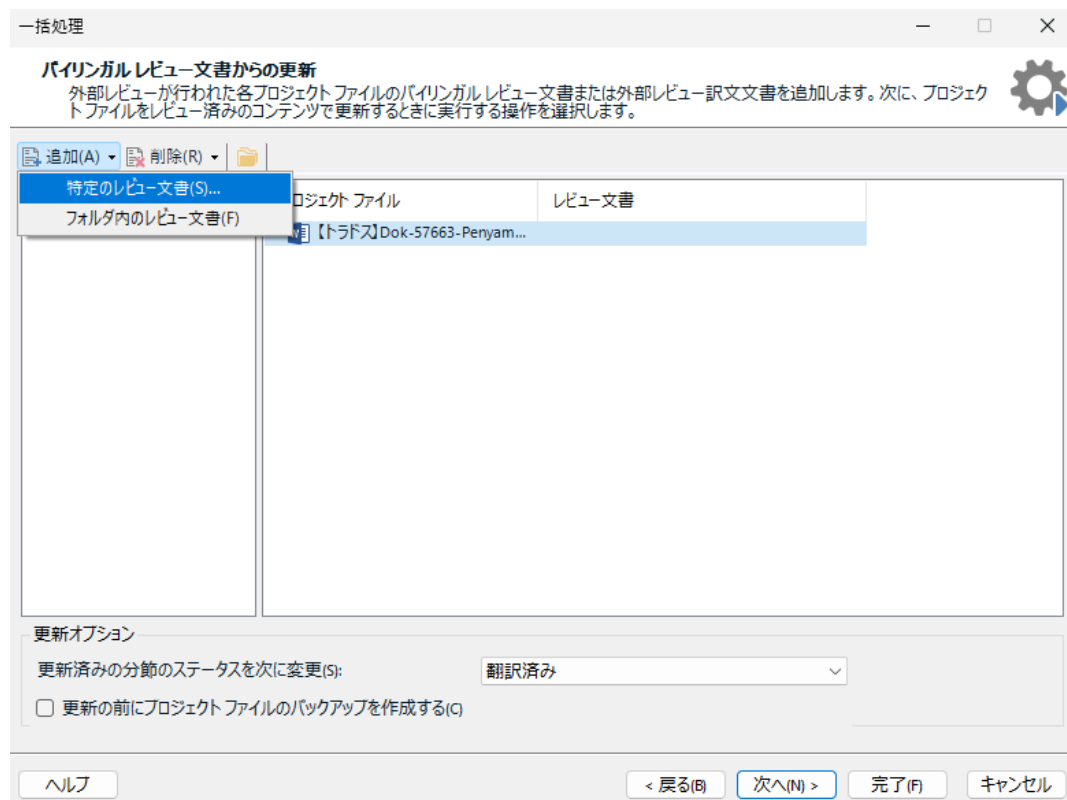 一括処理
バイリンガル レビュー文書からの更新
外部レビューが行われた各プロジェクト ファイルのバイリンガル レビュー文書または外部レビュー訳文文書を追加します。次に、プロジェク
ト ファイルをレビュー済みのコンテンツで更新するときに実行する操作を選択します。
追加(A) 削除(R)
特定のレビュー文書(S)...
フォルダ内のレビュー文書(F)
ロジェクト ファイル レビュー文書
【トラドス】Dok-57663-Penyam...
更新オプション
更新済みの分節のステータスを次に変更(S): 翻訳済み
更新の前にプロジェクト ファイルのバックアップを作成する(C)
ヘルプ < 戻る(B) 次へ(N) > 完了(F) キャンセル